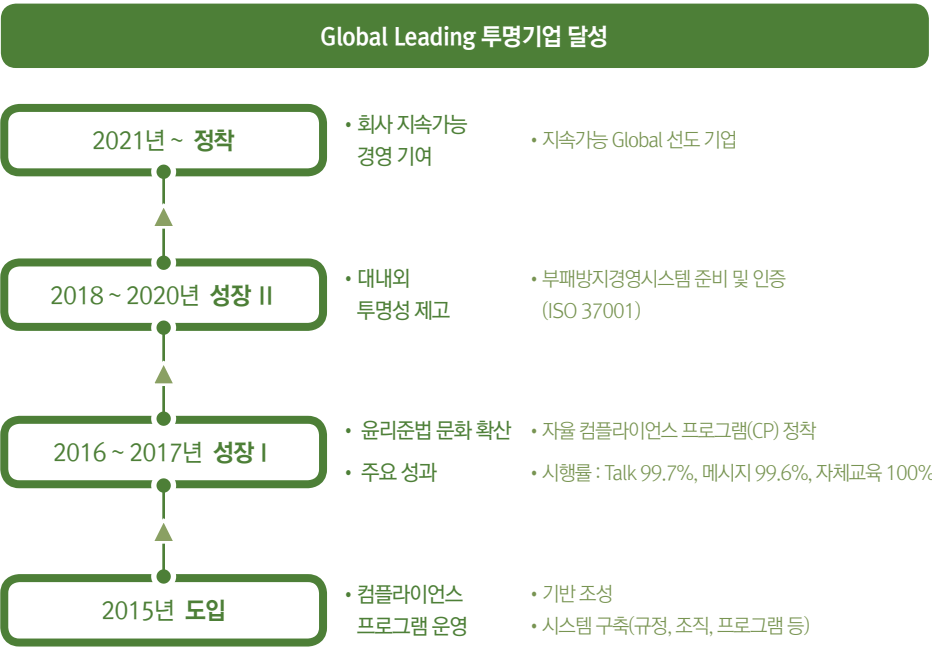 Global Leading 투명기업 달성
2021년 ~ 정착
• 회사 지속가능
경영 기여
• 지속가능 Global 선도 기업
2018 ~ 2020년 성장 II
• 대내외
투명성 제고
• 부패방지경영시스템 준비 및 인증
(ISO 37001)
2016 ~ 2017년 성장 I
• 윤리준법 문화 확산
• 자율 컴플라이언스 프로그램(CP) 정착
• 주요 성과
• 시행률 : Talk 99.7%, 메시지 99.6%, 자체교육 100%
2015년 도입
• 컴플라이언스
프로그램 운영
• 기반 조성
• 시스템 구축(규정, 조직, 프로그램 등)